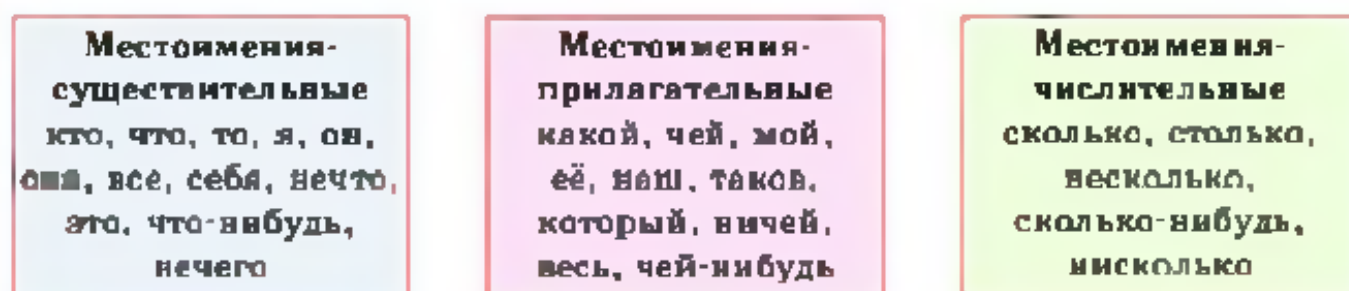 Местоимения-
существительные
кто, что, то, я, он,
она, все, себя, нечто,
это, что-нибудь,
нечего
Местоимения-
прилагательные
какой, чей, мой,
её, наш, таков,
который, ничей,
весь, чей-нибудь
Местоимения-
числительные
сколько, столько,
несколько,
сколько-нибудь,
нисколько